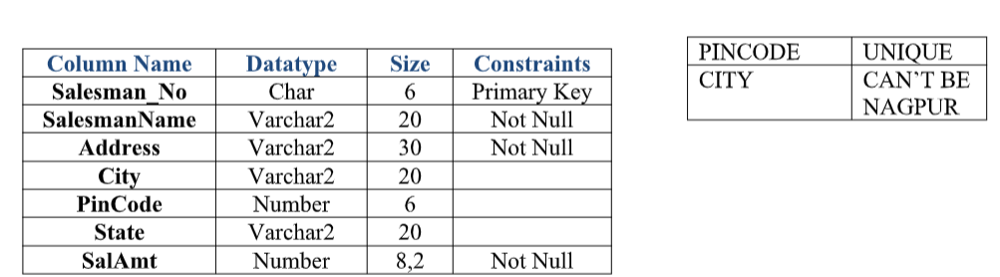 Column Name Datatype Size Constraints
Salesman_No Char 6 Primary Key
SalesmanName Varchar2 20 Not Null
Address Varchar2 30 Not Null
City Varchar2 20
PinCode Number 6
State Varchar2 20
SalAmt Number 8,2 Not Null
PINCODE UNIQUE
CITY CAN'T BE
NAGPUR